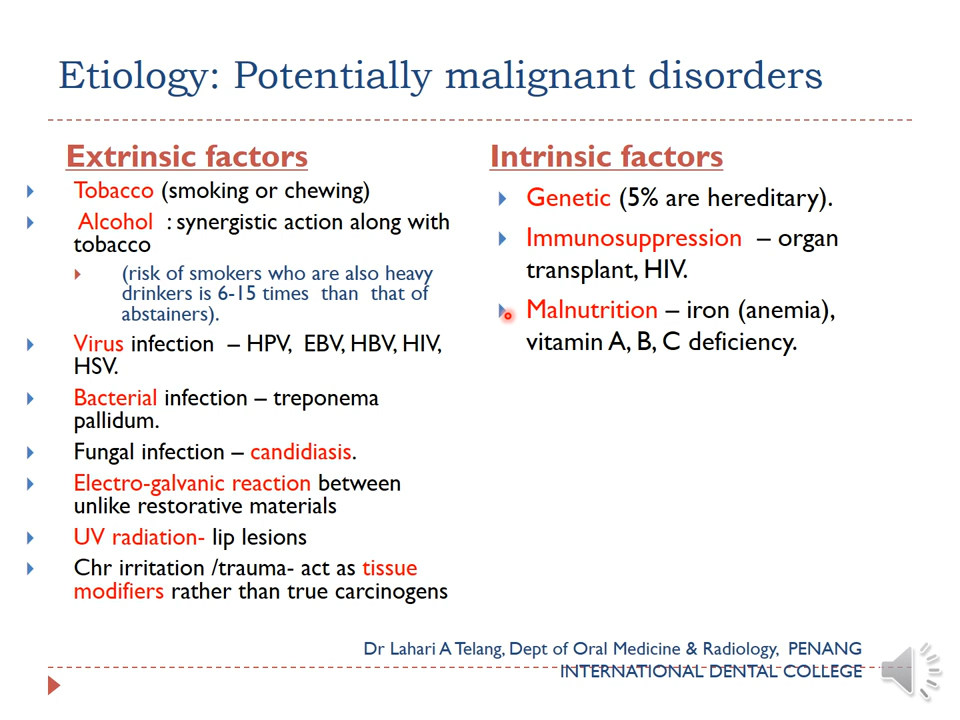 Etiology: Potentially malignant disorders
Extrinsic factors
Tobacco (smoking or chewing)
Alcohol : synergistic action along with
tobacco
(risk of smokers who are also heavy
drinkers is 6-15 times than that of
abstainers).
Virus infection – HPV, EBV, HBV, HIV,
HSV.
Bacterial infection – treponema
pallidum.
Fungal infection – candidiasis.
Electro-galvanic reaction between
unlike restorative materials
UV radiation- lip lesions
Chr irritation /trauma- act as tissue
modifiers rather than true carcinogens
Intrinsic factors
Genetic (5% are hereditary).
Immunosuppression – organ
transplant, HIV.
Malnutrition – iron (anemia),
vitamin A, B, C deficiency.
Dr Lahari A Telang, Dept of Oral Medicine & Radiology, PENANG
INTERNATIONAL DENTAL COLLEGE